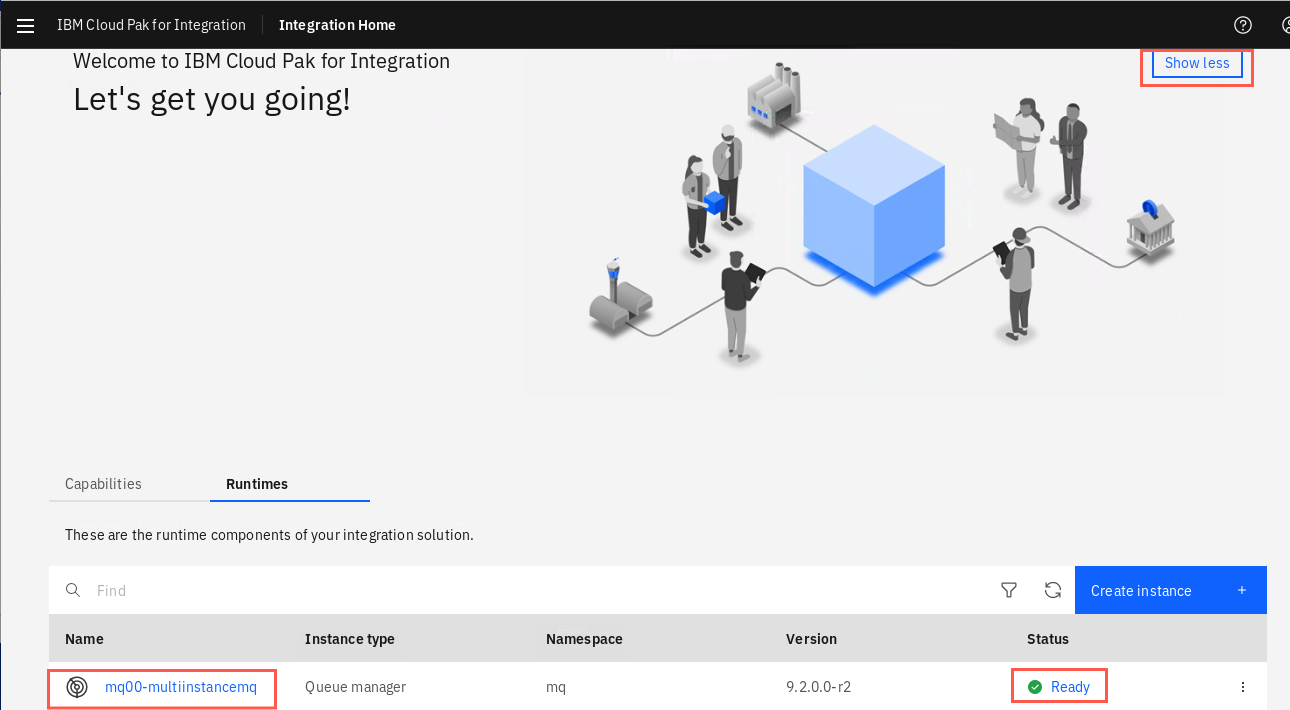 IBM Cloud Pak for Integration Integration Home
Welcome to IBM Cloud Pak for Integration
Show less
Let's get you going!
Capabilities Runtimes
These are the runtime components of your integration solution.
Find Create instance +
Name Instance type Namespace Version Status
mq00-multiinstancemq Queue manager mq 9.2.0.0-r2 Ready